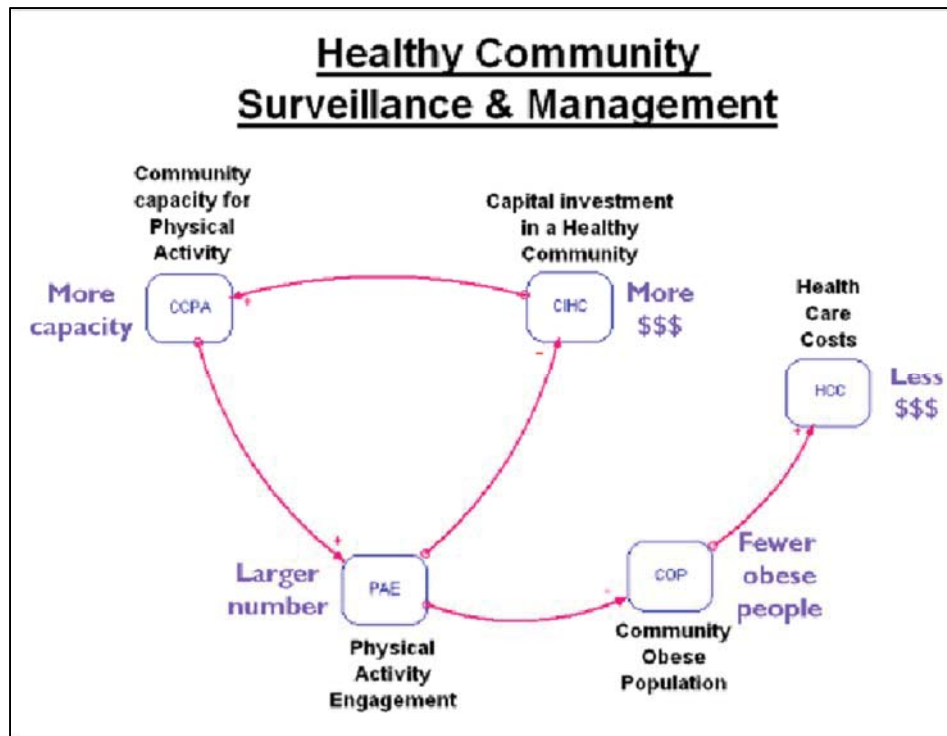 Healthy Community
Surveillance & Management
Community
capacity for
Physical
Activity
CCPA
More
capacity
+
Capital investment
in a Healthy
Community
CIHC
More
$$$
-
Health
Care
Costs
HCC
Less
$$$
+
+
Larger
number
PAE
Physical
Activity
Engagement
-
COP
Fewer
obese
people
Community
Obese
Population